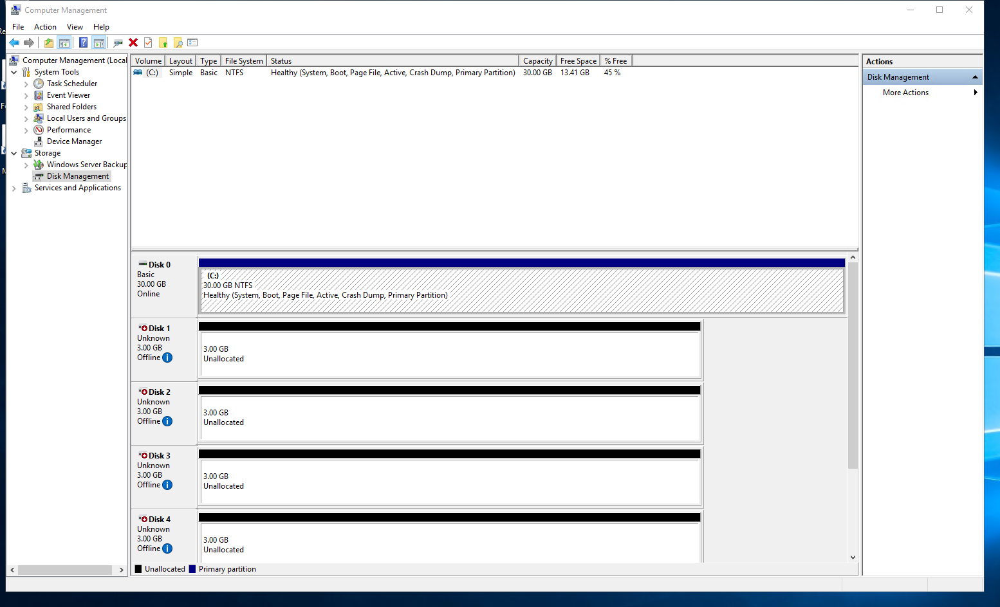 Computer Management
File Action View Help
Computer Management (Local
System Tools
Task Scheduler
Event Viewer
Shared Folders
Local Users and Groups
Performance
Device Manager
Storage
Windows Server Backup
Disk Management
Services and Applications
Volume Layout Type File System Status Capacity Free Space % Free
(C:) Simple Basic NTFS Healthy (System, Boot, Page File, Active, Crash Dump, Primary Partition) 30.00 GB 13.41 GB 45 %
Disk 0
Basic
30.00 GB
Online
(C:)
30.00 GB NTFS
Healthy (System, Boot, Page File, Active, Crash Dump, Primary Partition)
Disk 1
Unknown
3.00 GB
Offline
3.00 GB
Unallocated
Disk 2
Unknown
3.00 GB
Offline
3.00 GB
Unallocated
Disk 3
Unknown
3.00 GB
Offline
3.00 GB
Unallocated
Disk 4
Unknown
3.00 GB
Offline
3.00 GB
Unallocated
Unallocated Primary partition
Actions
Disk Management
More Actions